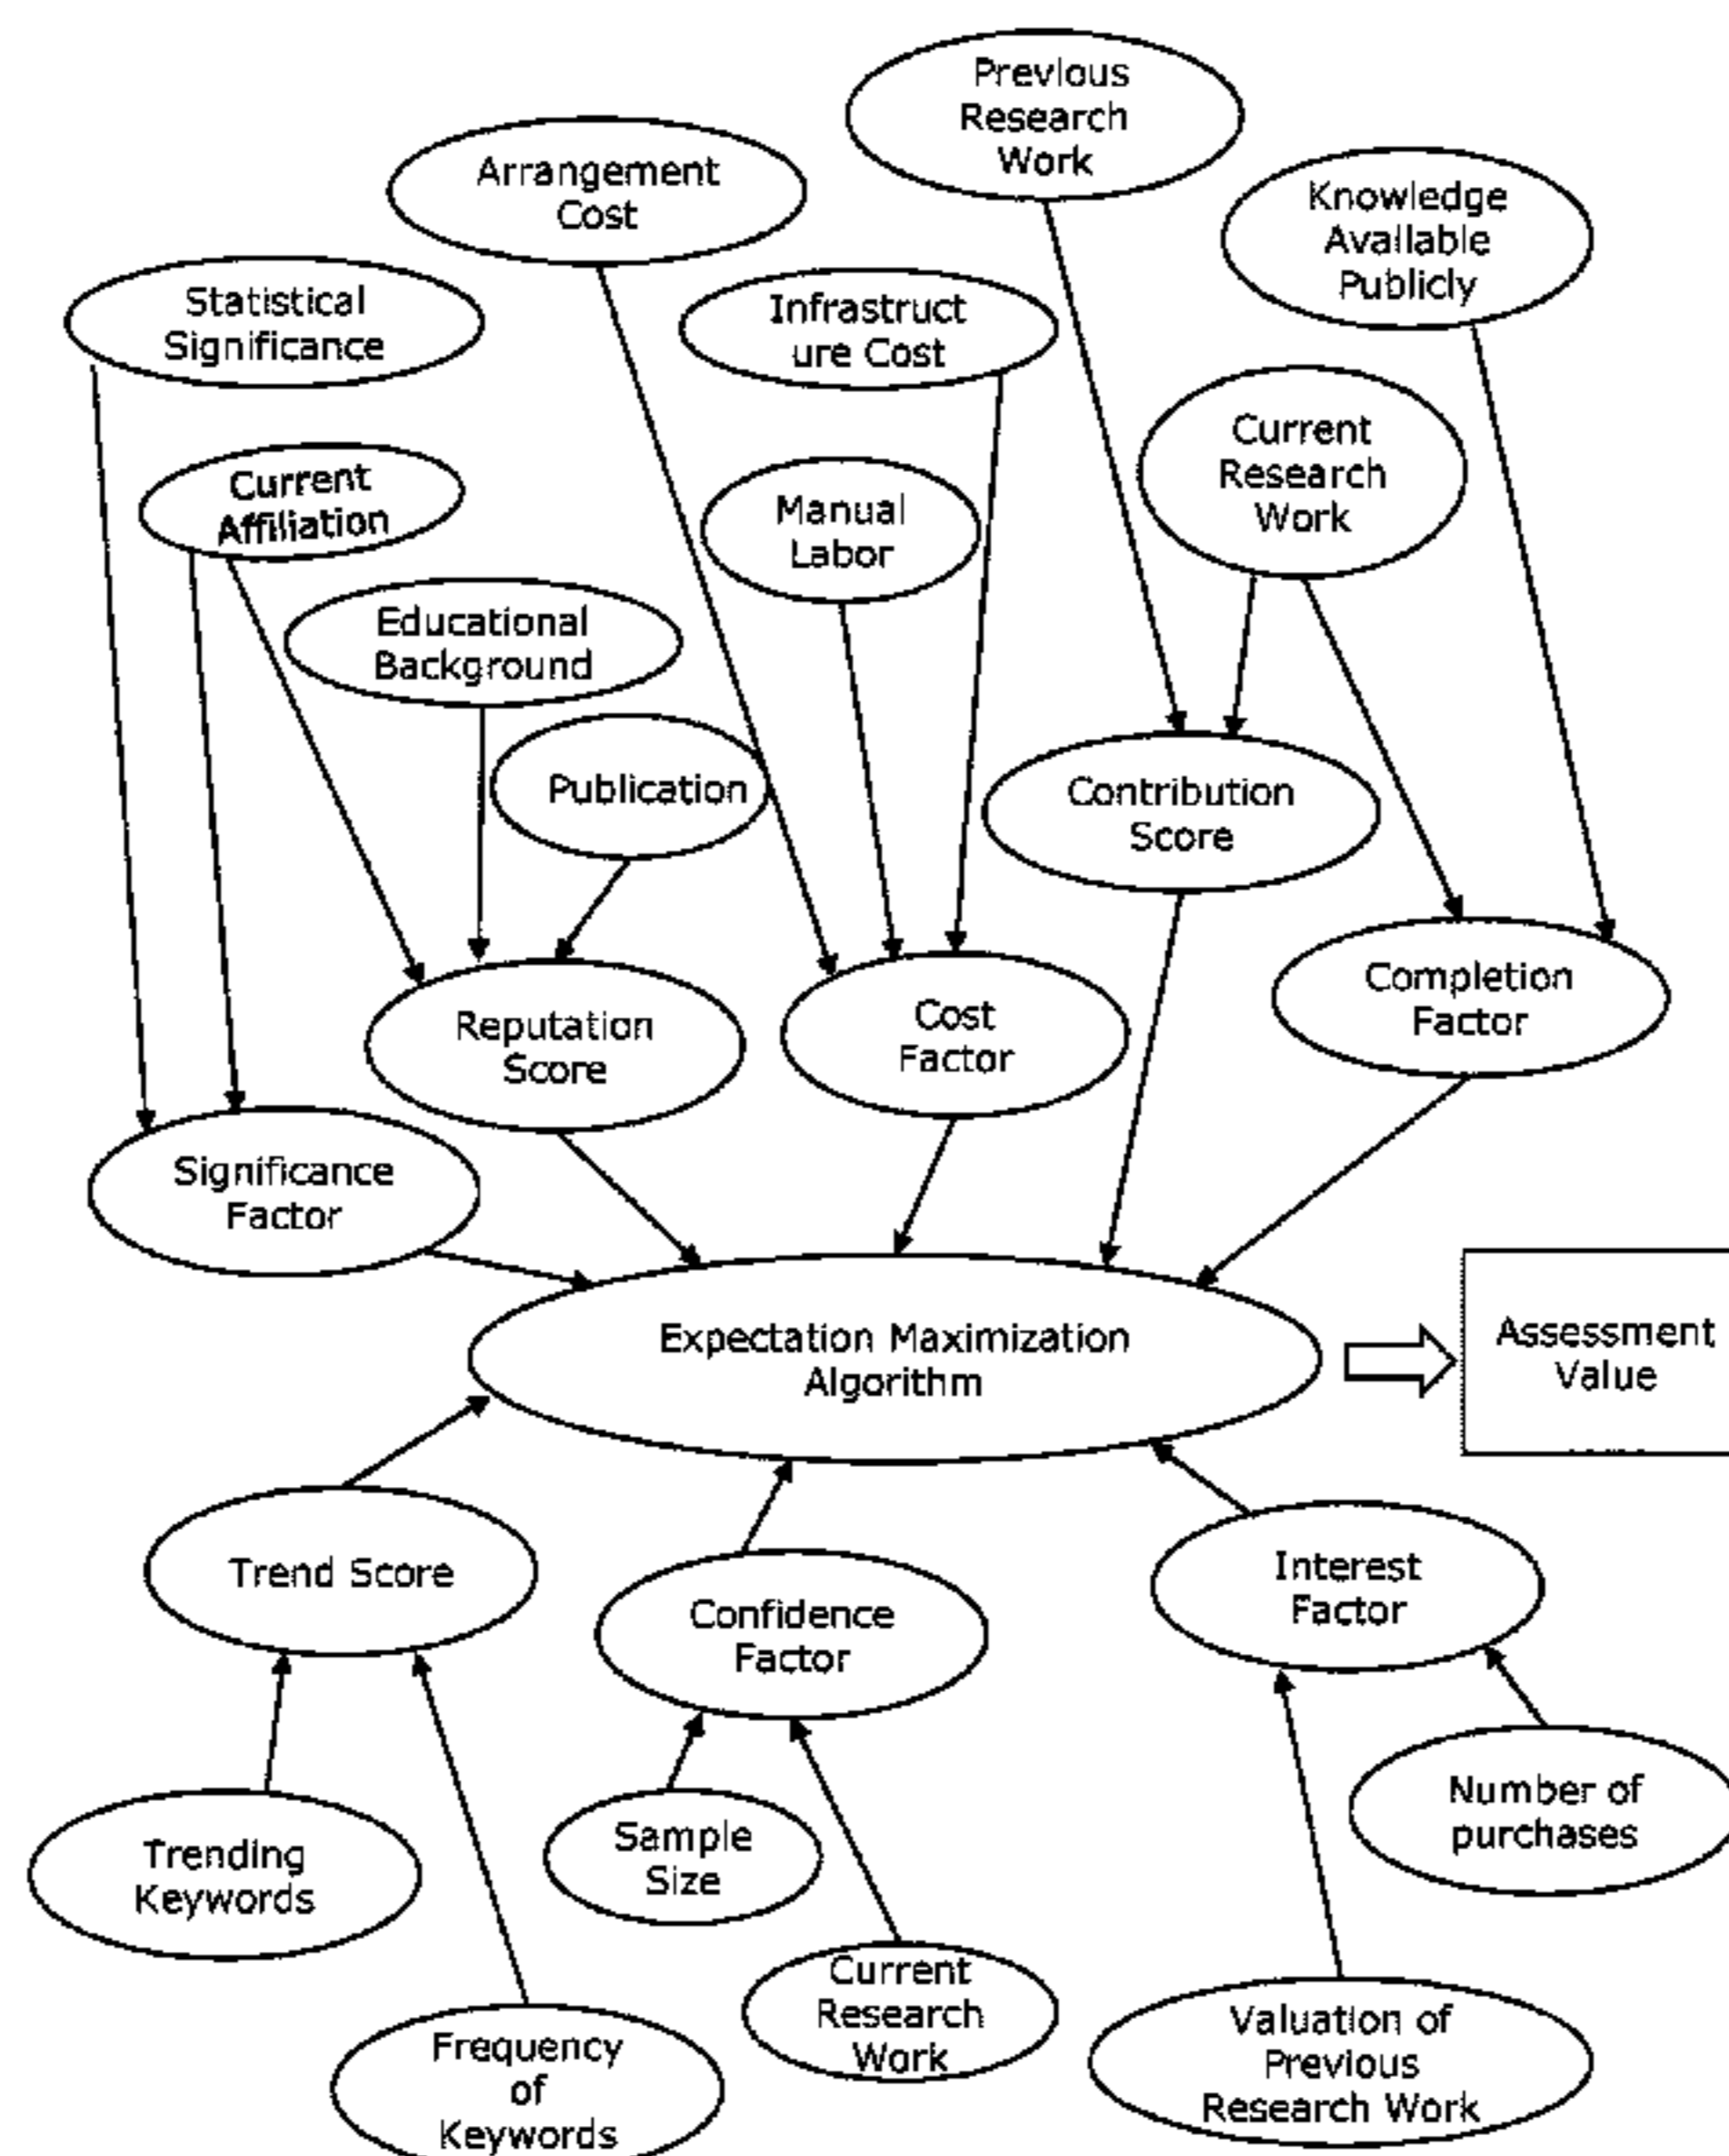 Previous
Research
Work
Arrangement
Cost
Knowledge
Available
Publicly
Statistical
Significance
Infrastruct
ure Cost
Current
Research
Work
Current
Affiliation
Manual
Labor
Educational
Background
Publication
Contribution
Score
Completion
Factor
Reputation
Score
Cost
Factor
Significance
Factor
Expectation Maximization
Algorithm
Assessment
Value
Trend Score
Confidence
Factor
Interest
Factor
Trending
Keywords
Sample
Size
Number of
purchases
Current
Research
Work
Frequency
of
Keywords
Valuation of
Previous
Research Work